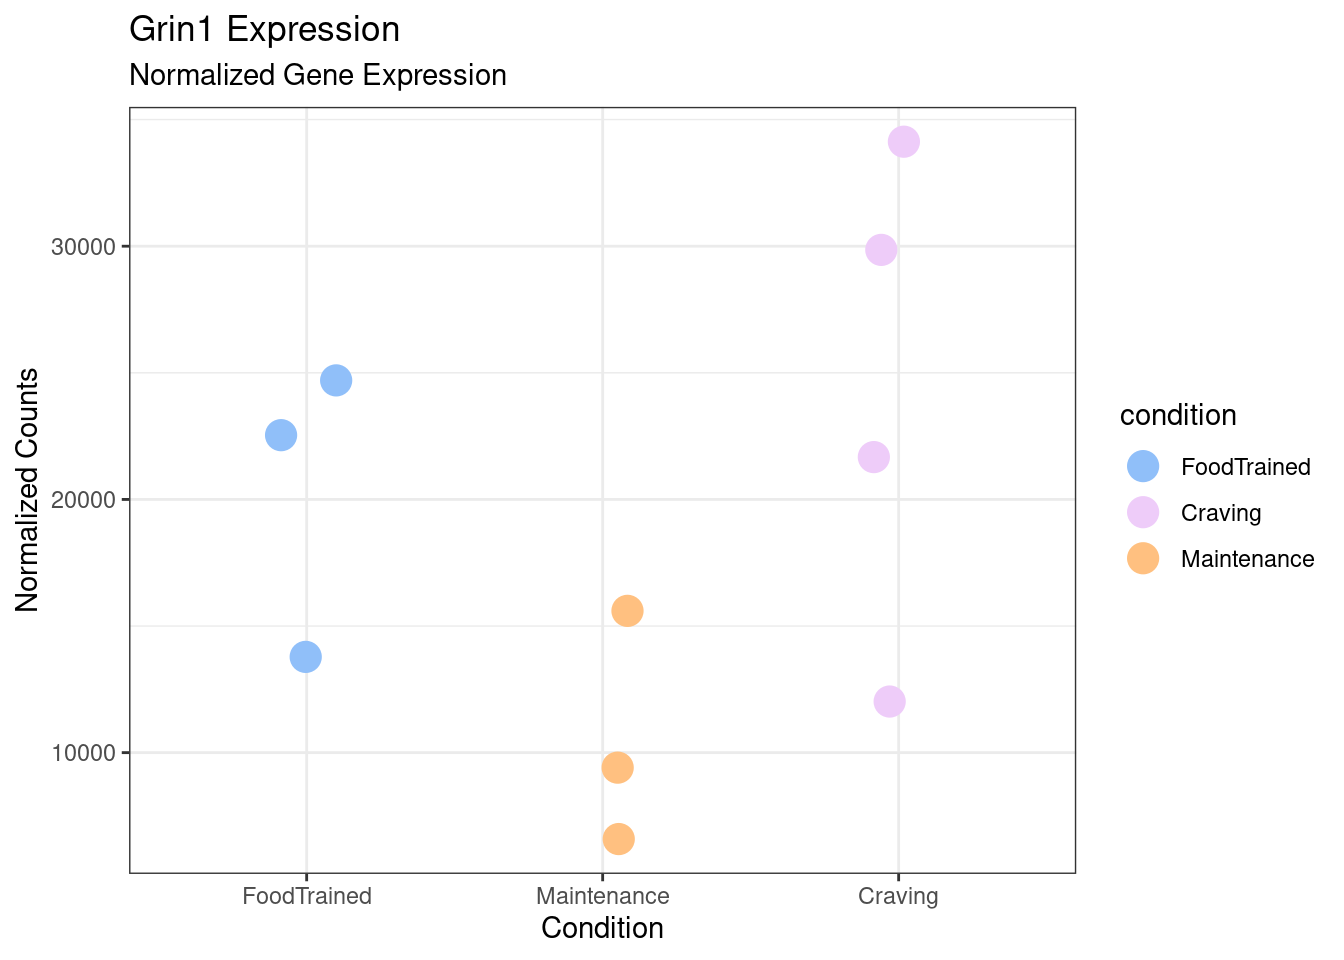 Grin1 Expression
Normalized Gene Expression
Normalized Counts
30000
20000
10000
FoodTrained
Maintenance
Craving
Condition
condition
FoodTrained
Craving
Maintenance